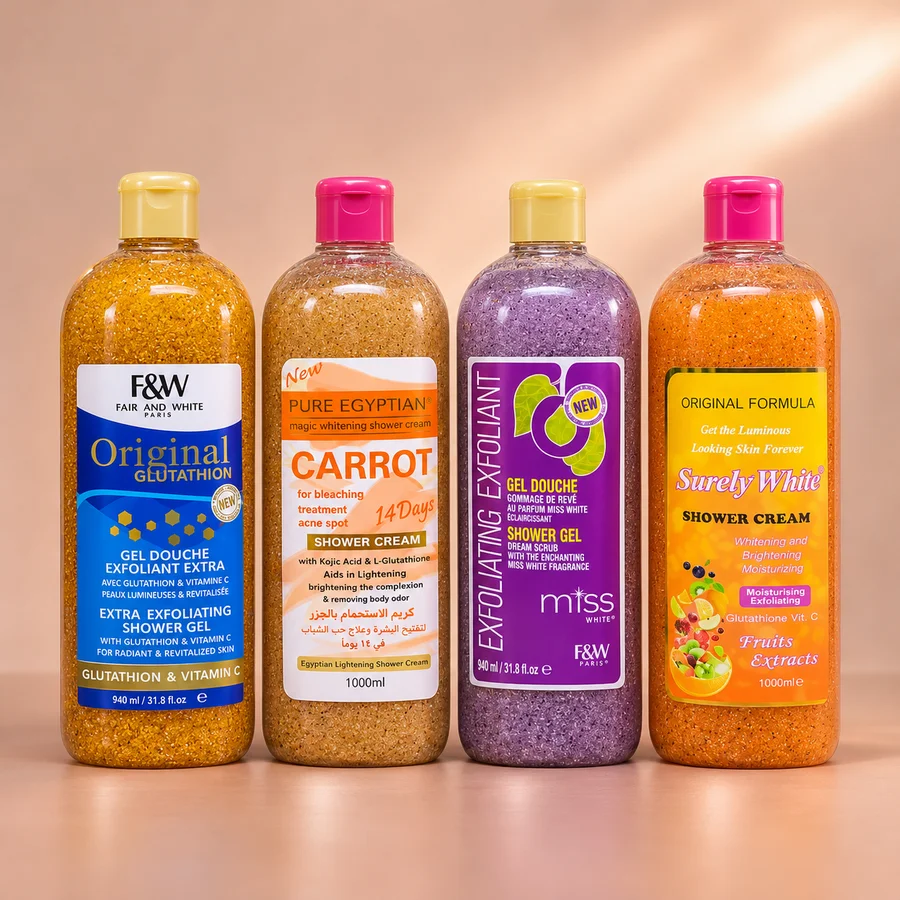 F&W
FAIR AND WHITE
PARIS
Original
GLUTATHION
NEW
GEL DOUCHE
EXFOLIANT EXTRA
AVEC GLUTATHION & VITAMINE C
PEAUX LUMINEUSES & REVITALISÉE
EXTRA EXFOLIATING
SHOWER GEL
WITH GLUTATHION & VITAMIN C
FOR RADIANT & REVITALIZED SKIN
GLUTATHION & VITAMIN C
940 ml / 31.8 fl.oz ℮
New
PURE EGYPTIAN®
magic whitening shower cream
CARROT
for bleaching
treatment
acne spot
14Days
SHOWER CREAM
with Kojic Acid & L-Glutathione
Aids in Lightening
brightening the complexion
& removing body odor
كريم الاستحمام بالجزر
لتفتيح البشرة وعلاج حب الشباب
في ١٤ يوماً
Egyptian Lightening Shower Cream
1000ml
EXFOLIATING EXFOLIANT
NEW
GEL DOUCHE
GOMMAGE DE REVÉ
AU PARFUM MISS WHITE
ÉCLAIRCISSANT
SHOWER GEL
DREAM SCRUB
WITH THE ENCHANTING
MISS WHITE FRAGRANCE
miss
WHITE®
F&W
PARIS®
940 ml / 31.8 fl.oz ℮
ORIGINAL FORMULA
Get the Luminous
Looking Skin Forever
Surely White®
SHOWER CREAM
Whitening and
Brightening
Moisturizing
Moisturising
Exfoliating
Glutathione Vit. C
Fruits
Extracts
1000ml℮